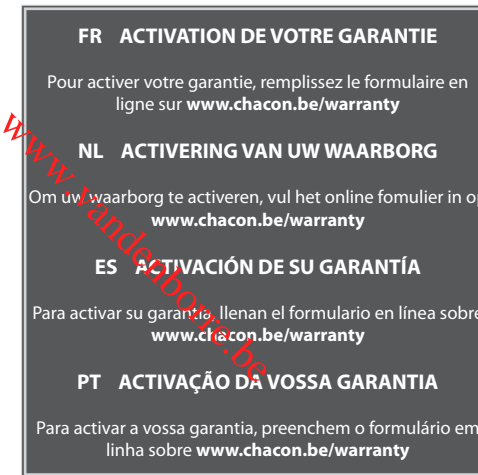 FR ACTIVATION DE VOTRE GARANTIE
Pour activer votre garantie, remplissez le formulaire en
ligne sur www.chacon.be/warranty
NL ACTIVERING VAN UW WAARBORG
Om uw waarborg te activeren, vul het online fomulier in op
www.chacon.be/warranty
ES ACTIVACIÓN DE SU GARANTÍA
Para activar su garantía, llenan el formulario en línea sobre
www.chacon.be/warranty
PT ACTIVAÇÃO DA VOSSA GARANTIA
Para activar a vossa garantia, preenchem o formulário em
linha sobre www.chacon.be/warranty
www.vandenborre.be